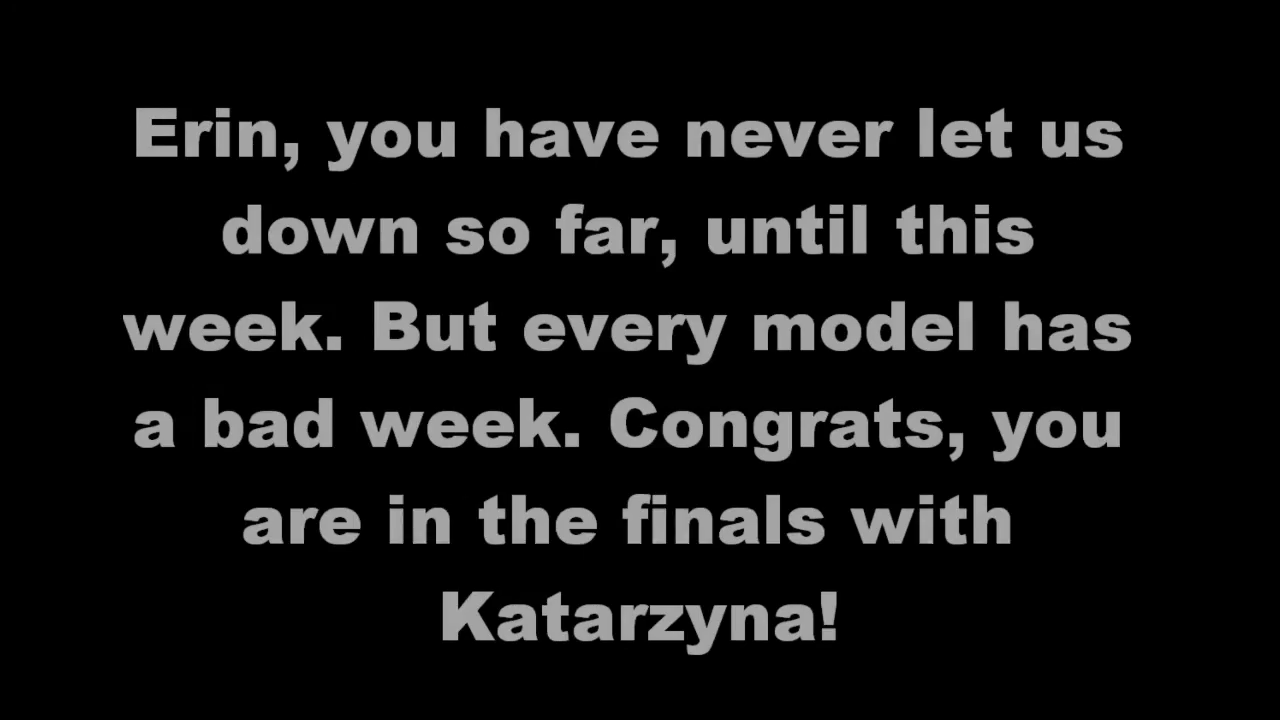 Erin, you have never let us
down so far, until this
week. But every model has
a bad week. Congrats, you
are in the finals with
Katarzyna!